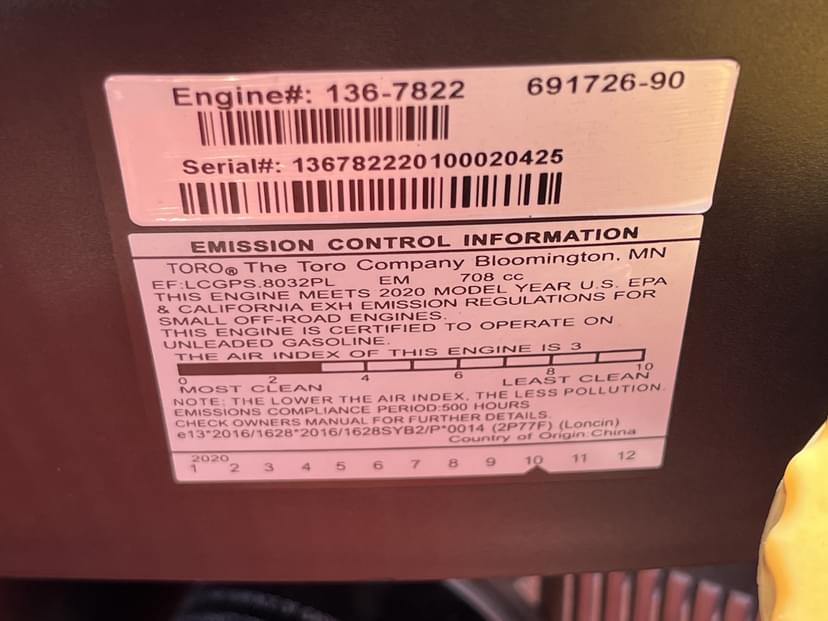 Engine#: 136-7822 691726-90
Serial#: 136782220100020425
EMISSION CONTROL INFORMATION
TORO® The Toro Company Bloomington, MN
EF:LCGPS.8032PL EM 708 cc
THIS ENGINE MEETS 2020 MODEL YEAR U.S. EPA
& CALIFORNIA EXH EMISSION REGULATIONS FOR
SMALL OFF-ROAD ENGINES.
THIS ENGINE IS CERTIFIED TO OPERATE ON
UNLEADED GASOLINE.
THE AIR INDEX OF THIS ENGINE IS 3
0 2 4 6 8 10
MOST CLEAN LEAST CLEAN
NOTE: THE LOWER THE AIR INDEX, THE LESS POLLUTION.
EMISSIONS COMPLIANCE PERIOD:500 HOURS
CHECK OWNERS MANUAL FOR FURTHER DETAILS.
e13*2016/1628*2016/1628SYB2/P*0014 (2P77F) (Loncin)
Country of Origin:China
2020
1 2 3 4 5 6 7 8 9 10 11 12